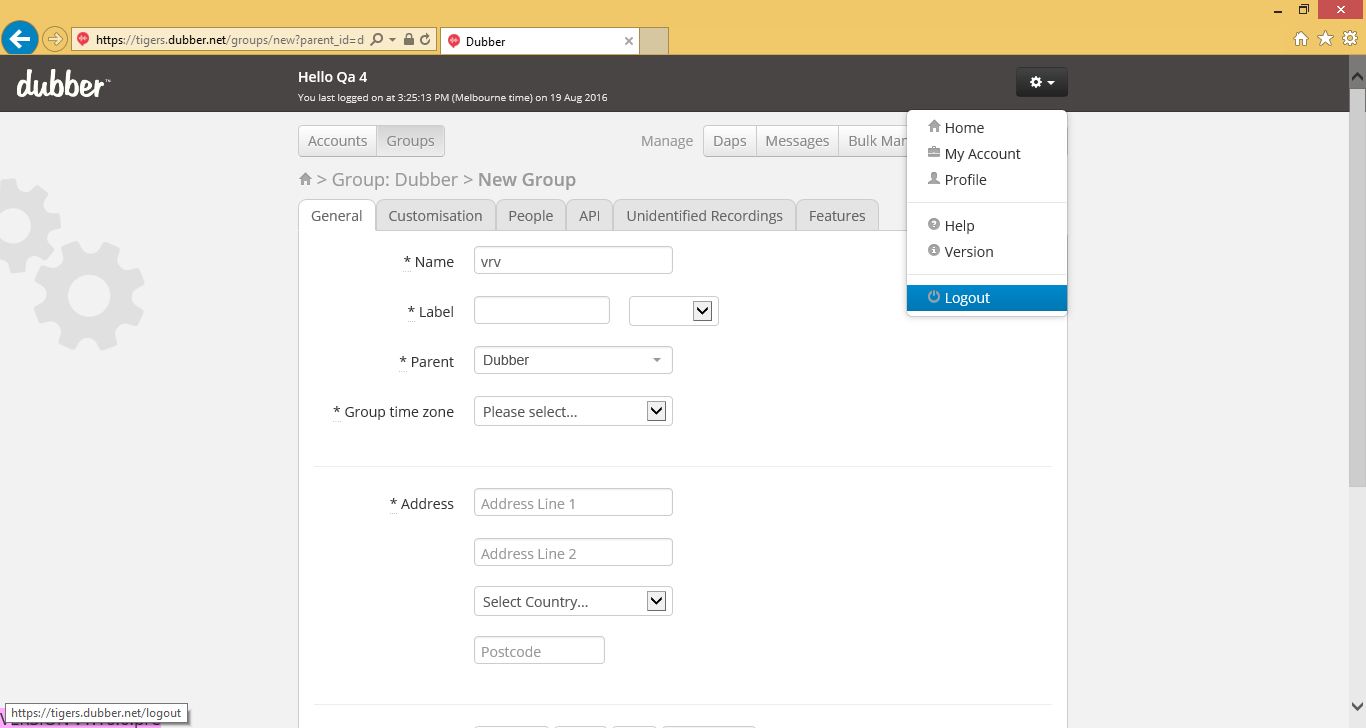 https://tigers.dubber.net/groups/new?parent_id=d
Dubber
dubber™
Hello Qa 4
You last logged on at 3:25:13 PM (Melbourne time) on 19 Aug 2016
Accounts Groups Manage Daps Messages Bulk Mar
> Group: Dubber > New Group
General Customisation People API Unidentified Recordings Features
Home
My Account
Profile
Help
Version
Logout
* Name vrv
* Label
* Parent Dubber
* Group time zone Please select...
* Address Address Line 1
Address Line 2
Select Country...
Postcode
https://tigers.dubber.net/logout